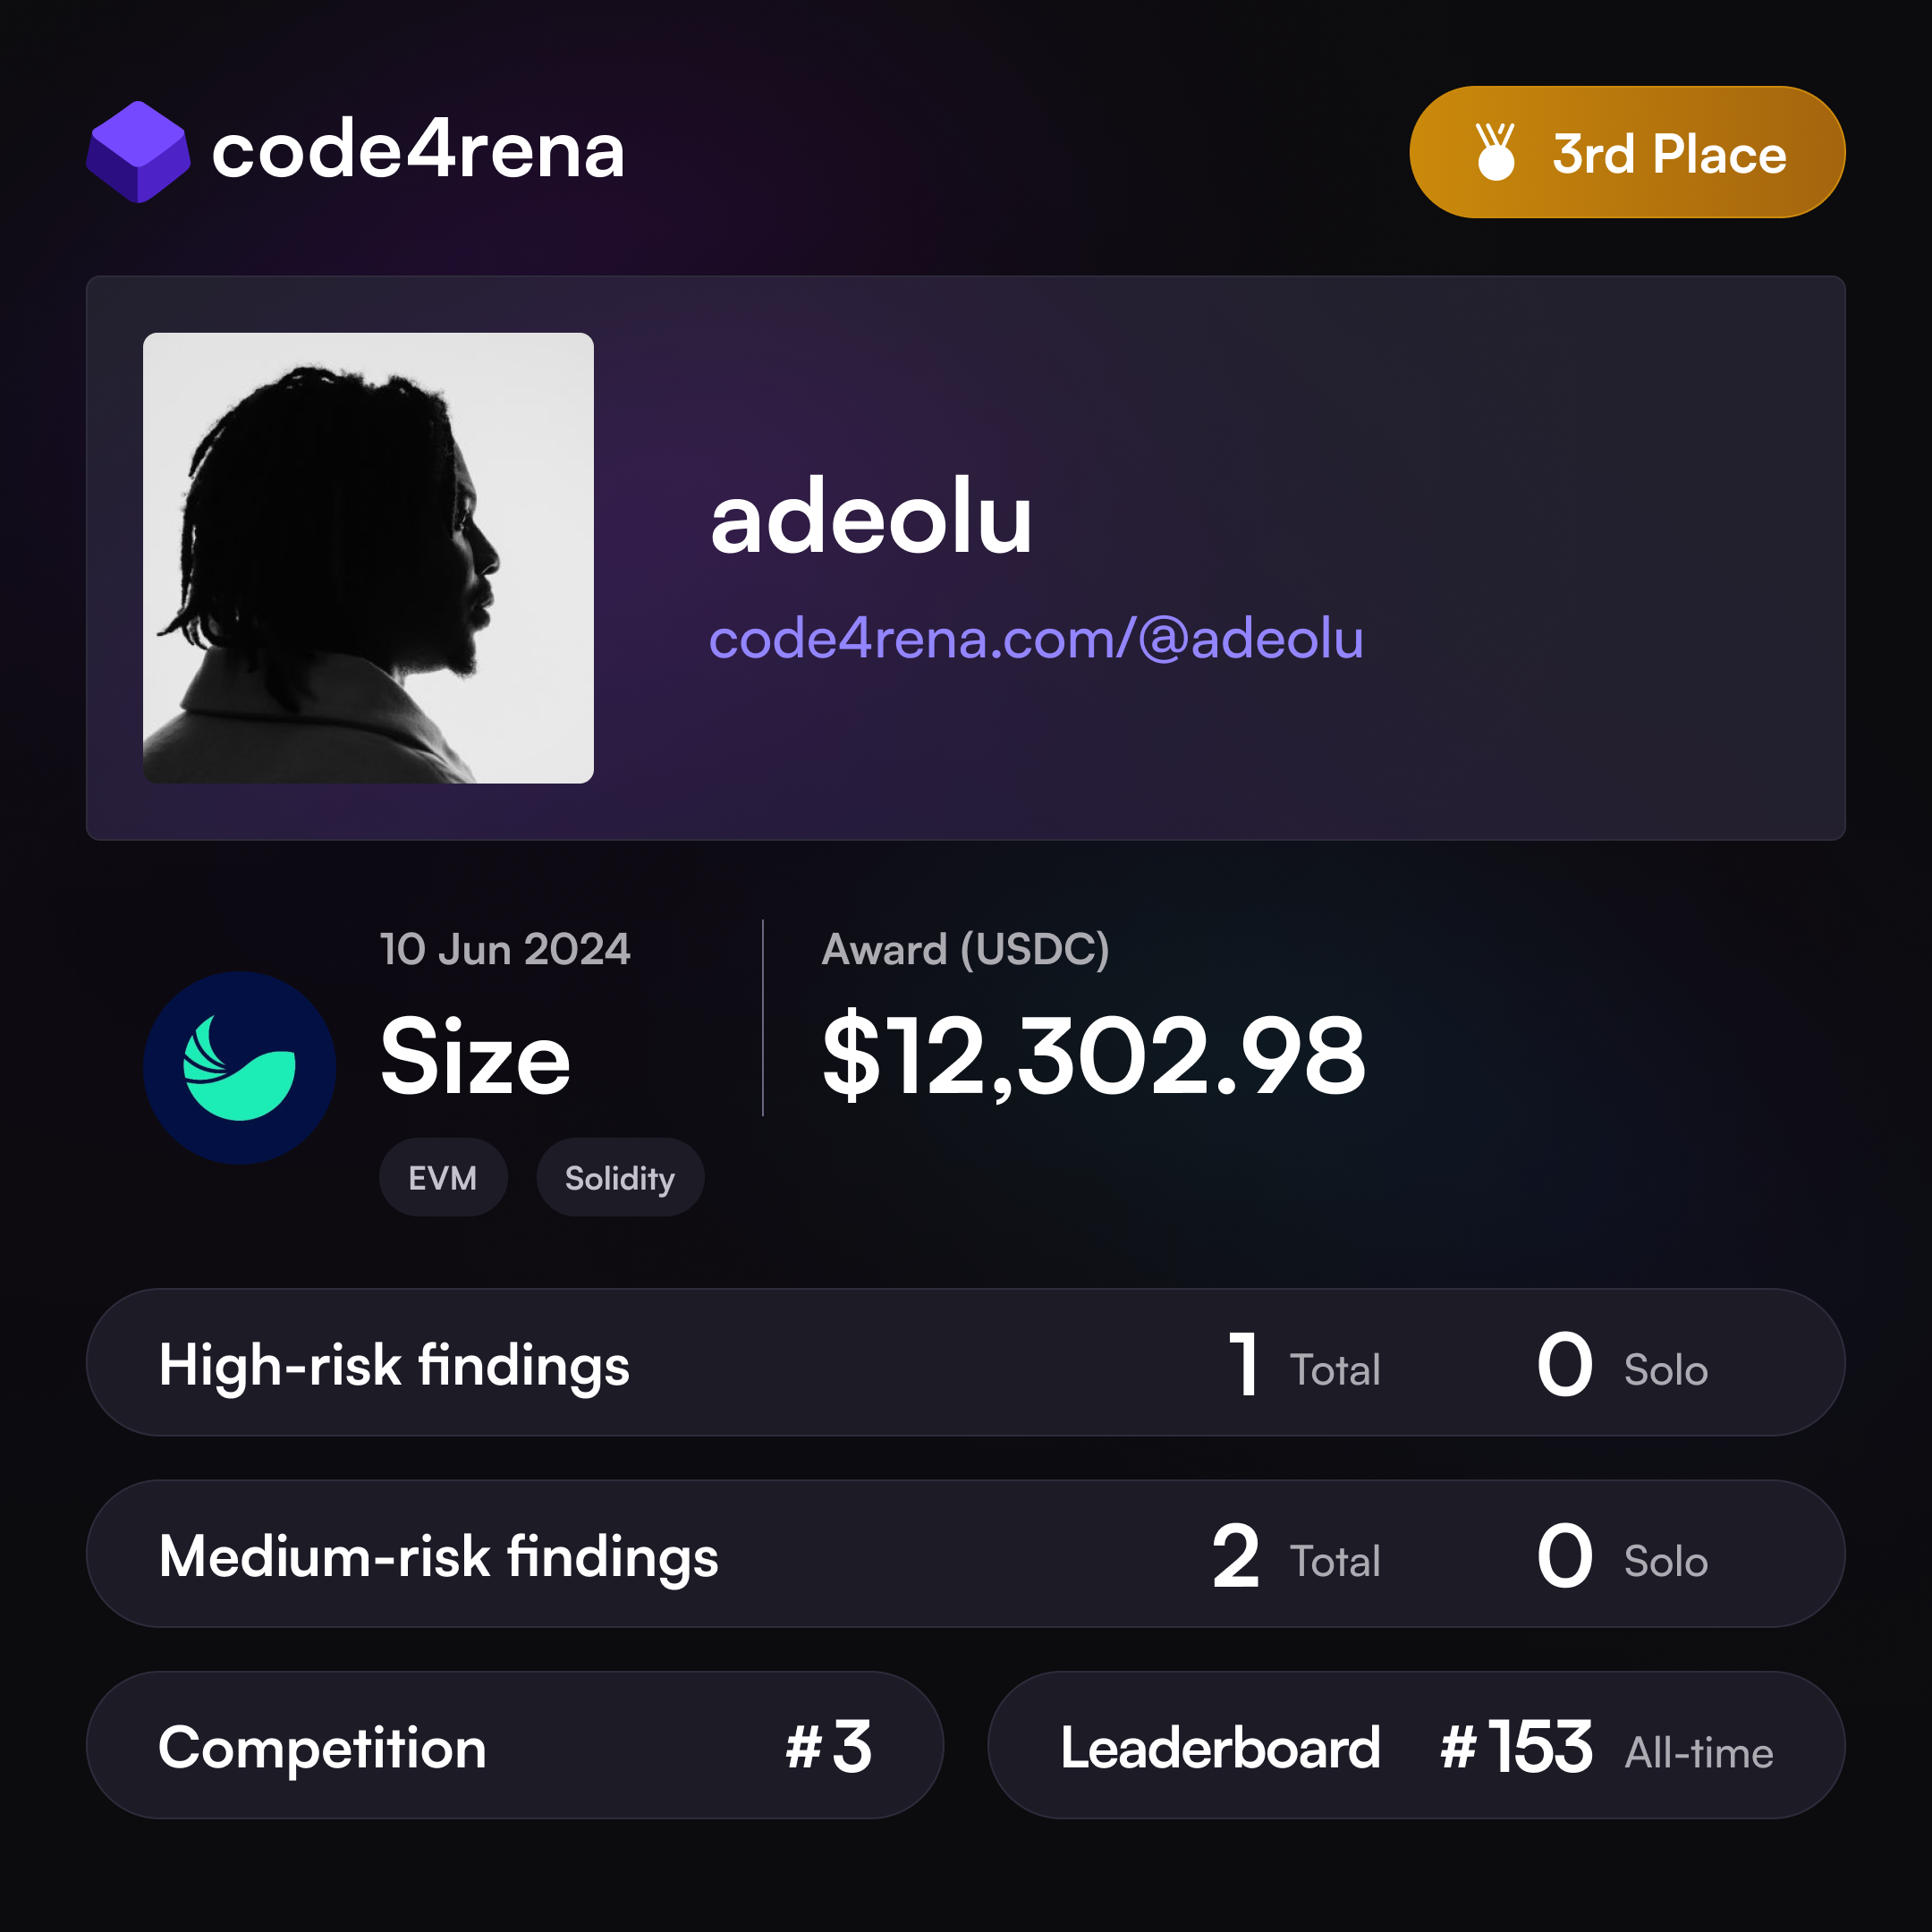 code4rena
3rd Place
adeolu
code4rena.com/@adeolu
10 Jun 2024
Size
EVM Solidity
Award (USDC)
$12,302.98
High-risk findings 1 Total 0 Solo
Medium-risk findings 2 Total 0 Solo
Competition #3
Leaderboard #153 All-time